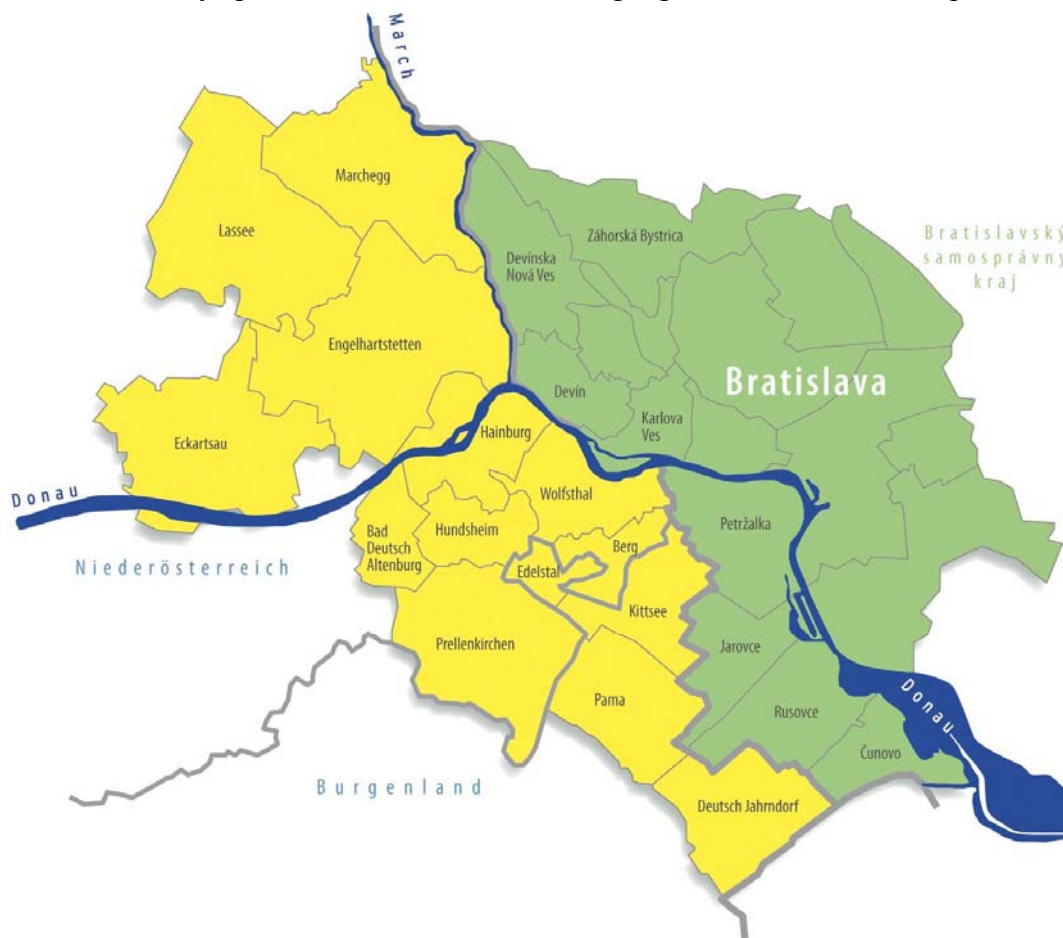 March
Marchegg
Lassee
Záhorská Bystrica
Devínska
Nová Ves
Bratislavský
samosprávny
kraj
Engelhartstetten
Devín
Bratislava
Karlova
Ves
Hainburg
Eckartsau
Donau
Wolfsthal
Petržalka
Bad
Deutsch
Altenburg
Hundsheim
Berg
Niederösterreich
Edelstal
Kittsee
Prellenkirchen
Jarovce
Pama
Rusovce
Donau
Čunovo
Burgenland
Deutsch Jahrndorf